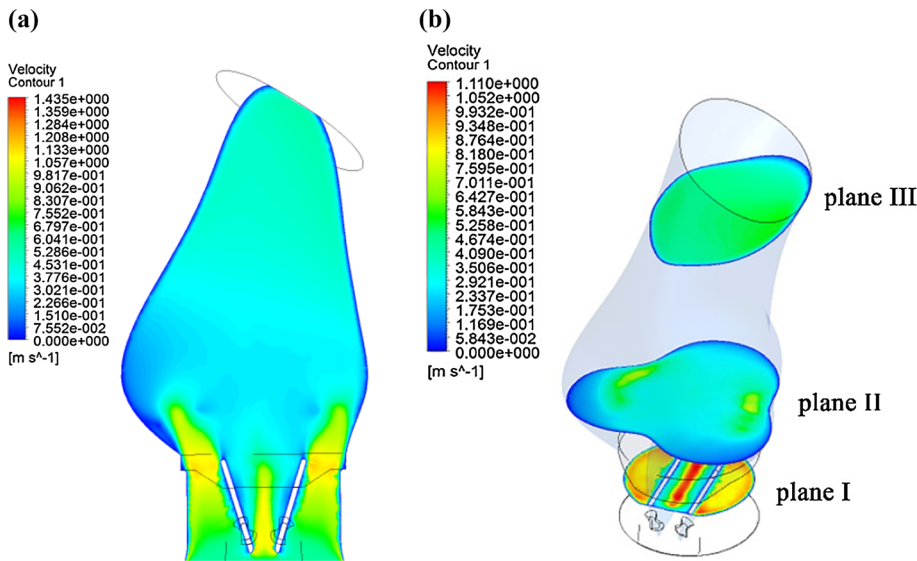 (a)
Velocity
Contour 1
1.435e+000
1.359e+000
1.284e+000
1.208e+000
1.133e+000
1.057e+000
9.817e-001
9.062e-001
8.307e-001
7.552e-001
6.797e-001
6.041e-001
5.286e-001
4.531e-001
3.776e-001
3.021e-001
2.266e-001
1.510e-001
7.552e-002
0.000e+000
[m s^-1]
(b)
Velocity
Contour 1
1.110e+000
1.052e+000
9.932e-001
9.348e-001
8.764e-001
8.180e-001
7.595e-001
7.011e-001
6.427e-001
5.843e-001
5.258e-001
4.674e-001
4.090e-001
3.506e-001
2.921e-001
2.337e-001
1.753e-001
1.169e-001
5.843e-002
0.000e+000
[m s^-1]
plane III
plane II
plane I